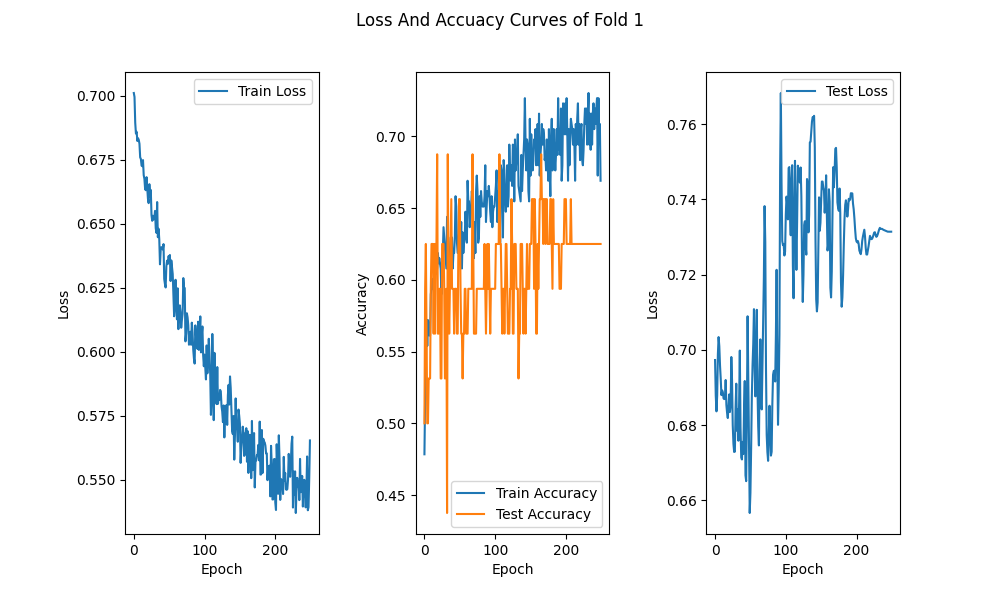 Loss And Accuacy Curves of Fold 1
Loss
0.700
0.675
0.650
0.625
0.600
0.575
0.550
Train Loss
0
100
200
Epoch
Accuracy
0.70
0.65
0.60
0.55
0.50
0.45
Train Accuracy
Test Accuracy
0
100
200
Epoch
Loss
0.76
0.74
0.72
0.70
0.68
0.66
Test Loss
0
100
200
Epoch